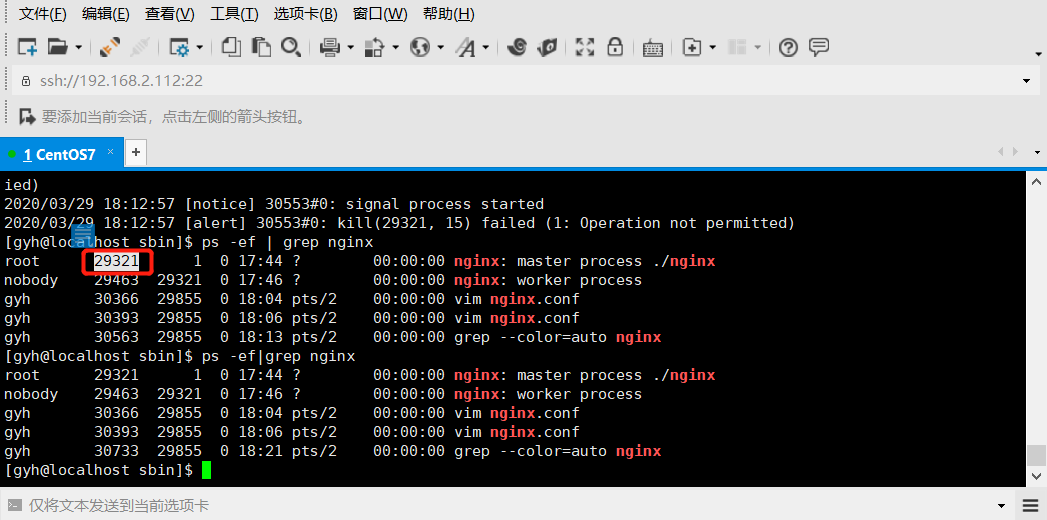 文件(F) 编辑(E) 查看(V) 工具(T) 选项卡(B) 窗口(W) 帮助(H)
ssh://192.168.2.112:22
要添加当前会话，点击左侧的箭头按钮。
1 CentOS7 × +
ied)
2020/03/29 18:12:57 [notice] 30553#0: signal process started
2020/03/29 18:12:57 [alert] 30553#0: kill(29321, 15) failed (1: Operation not permitted)
[gyh@localhost sbin]$ ps -ef | grep nginx
root 29321 1 0 17:44 ? 00:00:00 nginx: master process ./nginx
nobody 29463 29321 0 17:46 ? 00:00:00 nginx: worker process
gyh 30366 29855 0 18:04 pts/2 00:00:00 vim nginx.conf
gyh 30393 29855 0 18:06 pts/2 00:00:00 vim nginx.conf
gyh 30563 29855 0 18:13 pts/2 00:00:00 grep --color=auto nginx
[gyh@localhost sbin]$ ps -ef|grep nginx
root 29321 1 0 17:44 ? 00:00:00 nginx: master process ./nginx
nobody 29463 29321 0 17:46 ? 00:00:00 nginx: worker process
gyh 30366 29855 0 18:04 pts/2 00:00:00 vim nginx.conf
gyh 30393 29855 0 18:06 pts/2 00:00:00 vim nginx.conf
gyh 30733 29855 0 18:21 pts/2 00:00:00 grep --color=auto nginx
[gyh@localhost sbin]$
仅将文本发送到当前选项卡